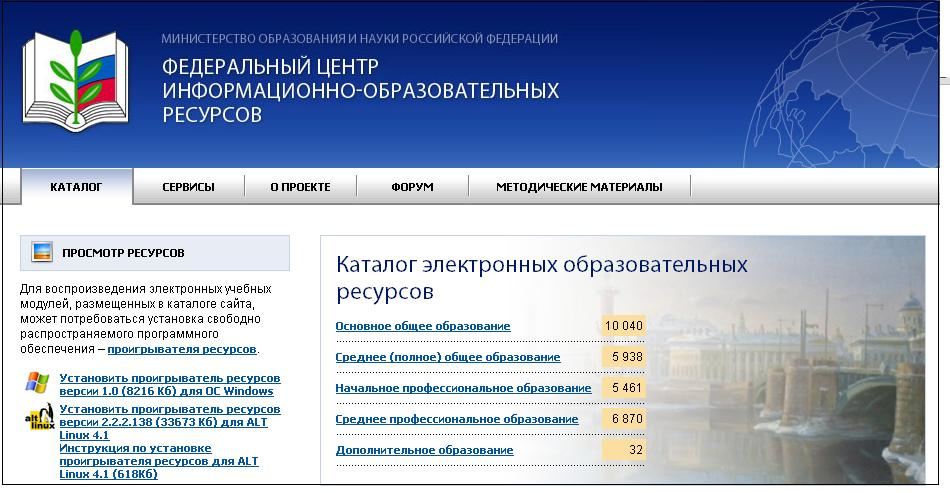 МИНИСТЕРСТВО ОБРАЗОВАНИЯ И НАУКИ РОССИЙСКОЙ ФЕДЕРАЦИИ
ФЕДЕРАЛЬНЫЙ ЦЕНТР
ИНФОРМАЦИОННО-ОБРАЗОВАТЕЛЬНЫХ
РЕСУРСОВ
КАТАЛОГ СЕРВИСЫ О ПРОЕКТЕ ФОРУМ МЕТОДИЧЕСКИЕ МАТЕРИАЛЫ
ПРОСМОТР РЕСУРСОВ
Для воспроизведения электронных учебных
модулей, размещенных в каталоге сайта,
может потребоваться установка свободно
распространяемого программного
обеспечения – проигрывателя ресурсов.
Установить проигрыватель ресурсов
версии 1.0 (8216 Кб) для ОС Windows
alt linux
Установить проигрыватель ресурсов
версии 2.2.2.138 (33673 Кб) для ALT
Linux 4.1
Инструкция по установке
проигрывателя ресурсов для ALT
Linux 4.1 (618Кб)
Каталог электронных образовательных
ресурсов
Основное общее образование 10 040
Среднее (полное) общее образование 5 938
Начальное профессиональное образование 5 461
Среднее профессиональное образование 6 870
Дополнительное образование 32